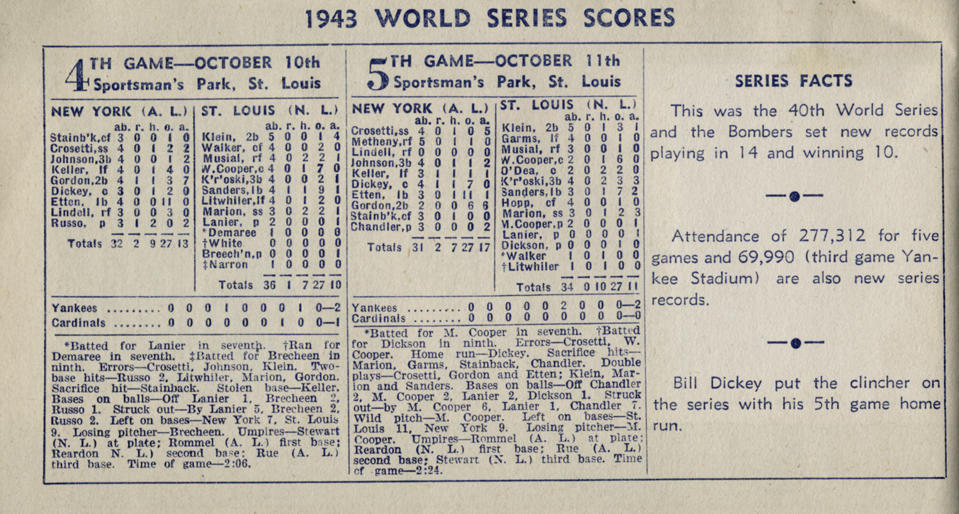 1943 WORLD SERIES SCORES
4TH GAME—OCTOBER 10th
Sportsman's Park, St. Louis
NEW YORK (A. L.)
ab. r. h. o. a.
Stainb'k,cf 3 0 0 1 0
Crosetti,ss 4 0 1 2 2
Johnson,3b 4 0 0 1 2
Keller, lf 4 0 1 4 0
Gordon,2b 4 1 1 3 7
Dickey, c 3 0 1 2 0
Etten, lb 4 0 0 11 0
Lindell, rf 3 0 0 3 0
Russo, p 3 1 2 0 2
Totals 32 2 9 27 13
ST. LOUIS (N. L.)
ab. r. h. o. a.
Klein, 2b 5 0 0 1 4
Walker, cf 4 0 0 2 0
Musial, rf 4 0 2 2 1
W.Cooper,c 4 0 1 7 0
K'r'oski,3b 4 0 0 2 1
Sanders,lb 4 1 1 9 1
Litwhiler,lf 4 0 1 2 0
Marion, ss 3 0 2 2 1
Lanier, p 2 0 0 0 1
*Demaree 1 0 0 0 0
†White 0 0 0 0 0
Breech'n,p 0 0 0 0 1
‡Narron 1 0 0 0 0
Totals 36 1 7 27 10
Yankees ......... 0 0 0 1 0 0 0 1 0—2
Cardinals ........ 0 0 0 0 0 0 1 0 0—1
*Batted for Lanier in seventh. †Ran for
Demaree in seventh. ‡Batted for Brecheen in
ninth. Errors—Crosetti, Johnson, Klein. Two-
base hits—Russo 2, Litwhiler, Marion, Gordon.
Sacrifice hit—Stainback. Stolen base—Keller.
Bases on balls—Off Lanier 1, Brecheen 2,
Russo 1. Struck out—By Lanier 5, Brecheen 2,
Russo 2. Left on bases—New York 7, St. Louis
9. Losing pitcher—Brecheen. Umpires—Stewart
(N. L.) at plate; Rommel (A. L.) first base;
Reardon N. L.) second base; Rue (A. L.)
third base. Time of game—2:06.
5TH GAME—OCTOBER 11th
Sportsman's Park, St. Louis
NEW YORK (A. L.)
ab. r. h. o. a.
Crosetti,ss 4 0 1 0 5
Metheny,rf 5 0 1 0 0
Lindell, rf 0 0 0 0 0
Johnson,3b 4 0 1 1 2
Keller, lf 3 1 1 1 0
Dickey, c 4 1 1 7 0
Etten, lb 3 0 1 11 1
Gordon,2b 2 0 0 6 6
Stainb'k,cf 3 0 1 0 0
Chandler,p 3 0 0 0 2
Totals 31 2 7 27 17
ST. LOUIS (N. L.)
ab. r. h. o. a.
Klein, 2b 5 0 1 3 1
Garms, lf 4 0 0 0 0
Musial, rf 3 0 0 1 0
W.Cooper,c 2 0 1 6 0
O'Dea, c 2 0 2 2 0
K'r'oski,3b 4 0 2 3 3
Sanders,lb 3 0 1 7 2
Hopp, cf 4 0 0 1 0
Marion, ss 3 0 1 2 3
M.Cooper,p 2 0 0 0 1
Lanier, p 0 0 0 0 1
Dickson, p 0 0 0 1 0
*Walker 1 0 1 0 0
†Litwhiler 1 0 1 0 0
Totals 34 0 10 27 11
Yankees ......... 0 0 0 0 0 2 0 0 0—2
Cardinals ........ 0 0 0 0 0 0 0 0 0—0
*Batted for M. Cooper in seventh. †Batted
for Dickson in ninth. Errors—Crosetti, W.
Cooper. Home run—Dickey. Sacrifice hits—
Marion, Garms, Stainback, Chandler. Double
plays—Crosetti, Gordon and Etten; Klein, Mar-
ion and Sanders. Bases on balls—Off Chandler
2, M. Cooper 2, Lanier 2, Dickson 1. Struck
out—by M. Cooper 6, Lanier 1, Chandler 7.
Wild pitch—M. Cooper. Left on bases—St.
Louis 11, New York 9. Losing pitcher—M.
Cooper. Umpires—Rommel (A. L.) at plate;
Reardon (N. L.) first base; Rue (A. L.)
second base; Stewart (N. L.) third base. Time
of game—2:24.
SERIES FACTS
This was the 40th World Series
and the Bombers set new records
playing in 14 and winning 10.
Attendance of 277,312 for five
games and 69,990 (third game Yan-
kee Stadium) are also new series
records.
Bill Dickey put the clincher on
the series with his 5th game home
run.